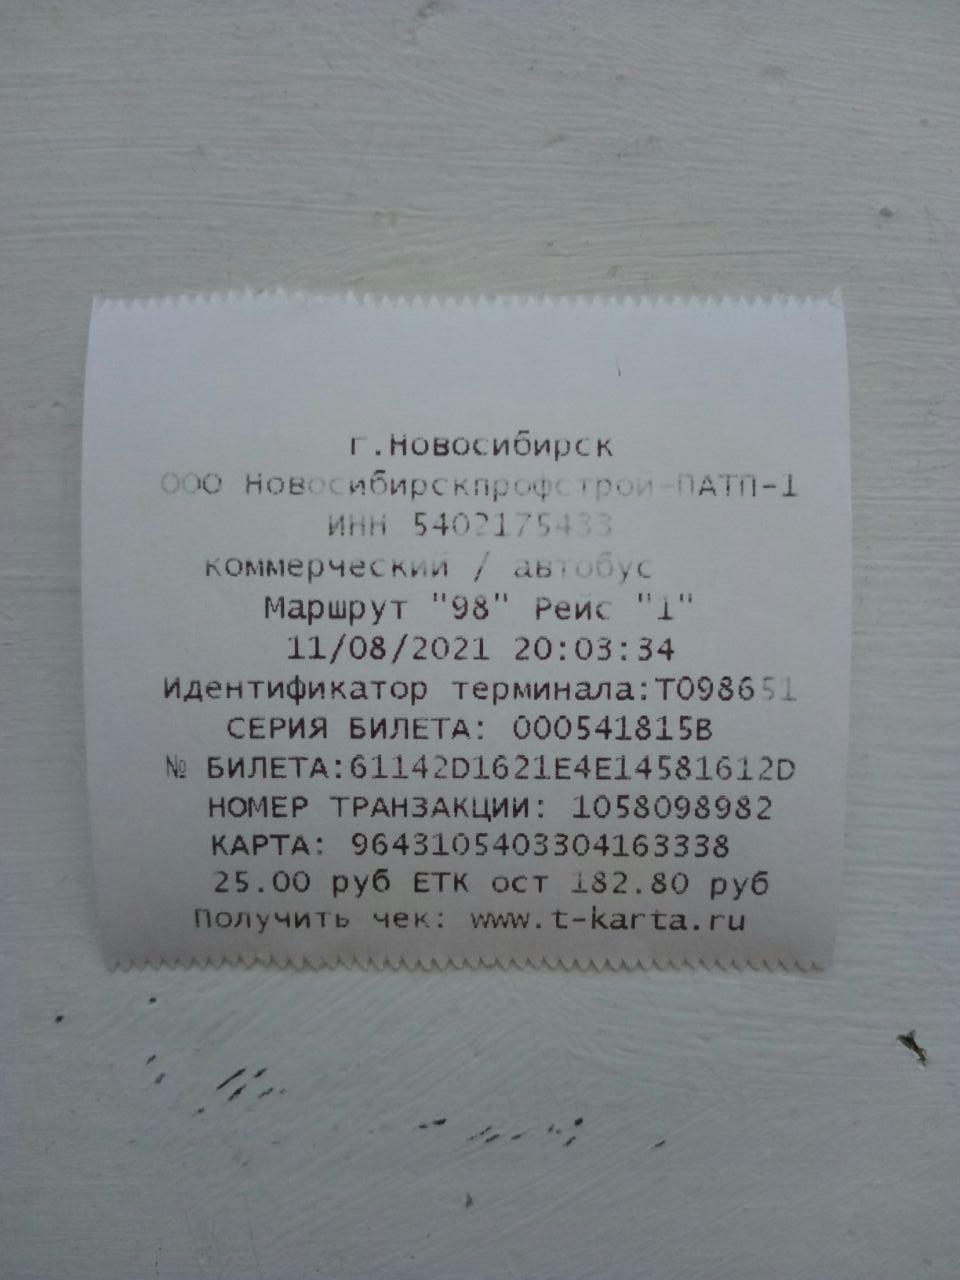 г.Новосибирск
ООО Новосибирскпрофстрой-ПАТП-1
ИНН 5402175433
коммерческий / автобус
Маршрут "98" Рейс "1"
11/08/2021 20:03:34
Идентификатор терминала:T098651
СЕРИЯ БИЛЕТА: 000541815B
№ БИЛЕТА:61142D1621E4E14581612D
НОМЕР ТРАНЗАКЦИИ: 1058098982
КАРТА: 9643105403304163338
25.00 руб ЕТК ост 182.80 руб
Получить чек: www.t-karta.ru